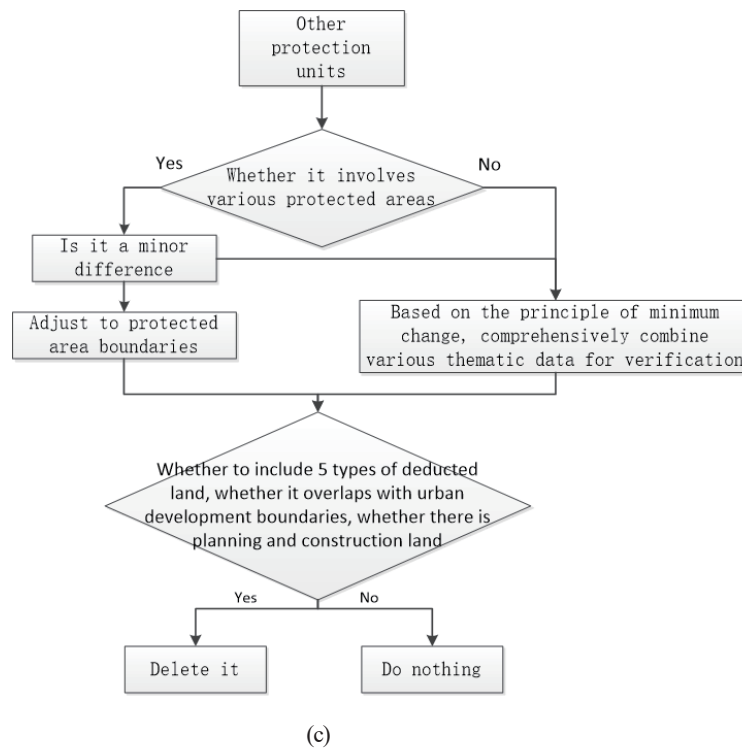 Other
protection
units
Yes
No
Whether it involves
various protected areas
Is it a minor
difference
Adjust to protected
area boundaries
Based on the principle of minimum
change, comprehensively combine
various thematic data for verification
Whether to include 5 types of deducted
land, whether it overlaps with urban
development boundaries, whether there is
planning and construction land
Yes
No
Delete it
Do nothing
(c)